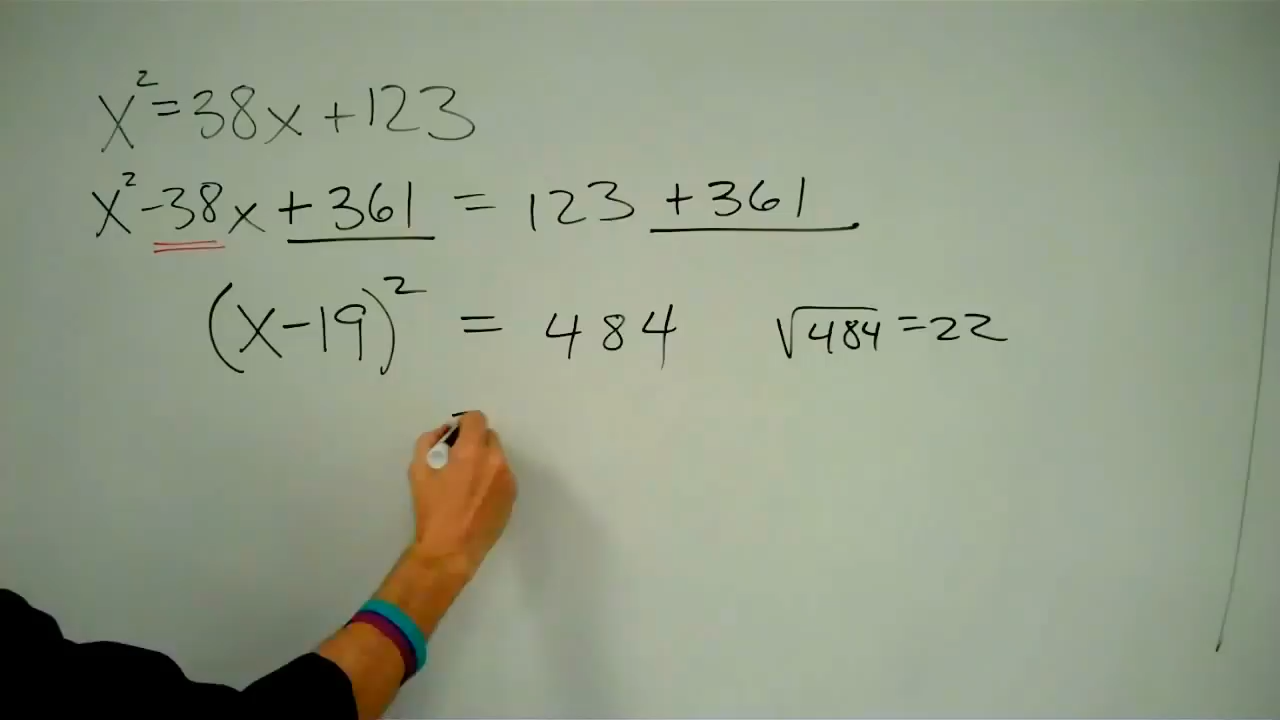 x²=38x+123
x²-38x+361 = 123+361
(x-19)² = 484 √484=22